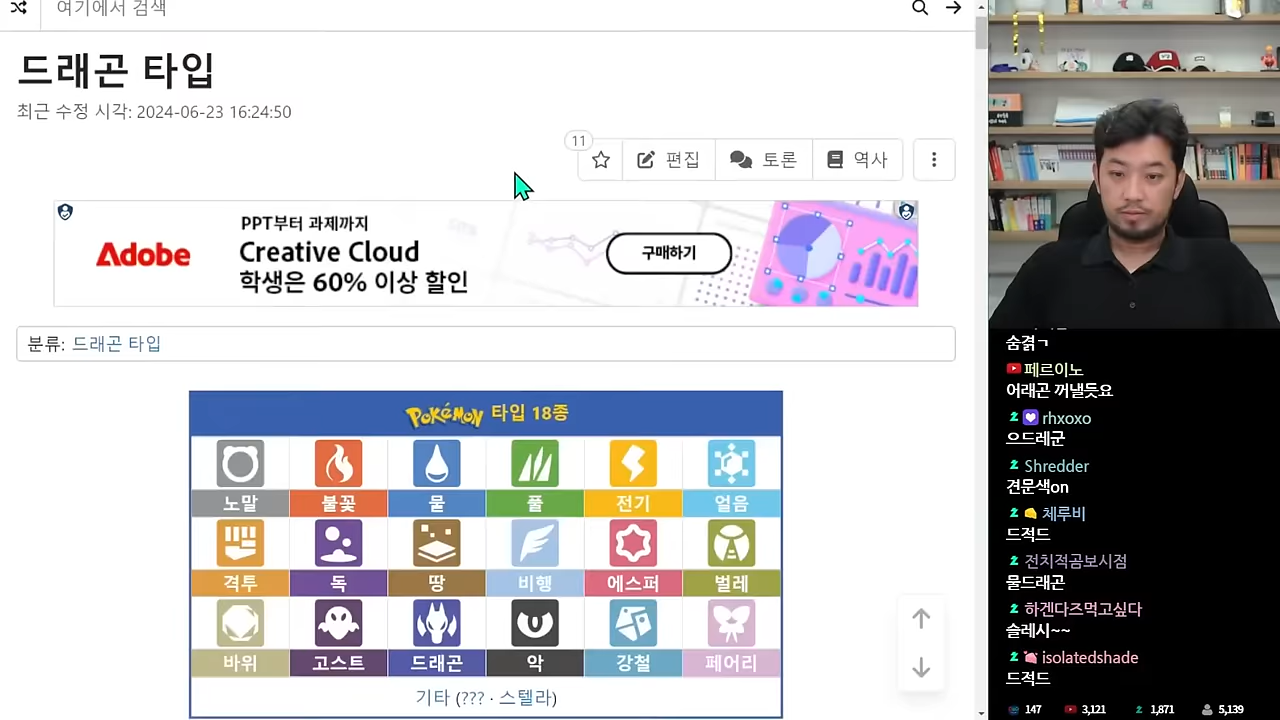 여기에서 검색
드래곤 타입
최근 수정 시각: 2024-06-23 16:24:50
11
편집
토론
역사
Adobe
PPT부터 과제까지
Creative Cloud
학생은 60% 이상 할인
구매하기
분류: 드래곤 타입
POKéMON 타입 18종
노말 불꽃 물 풀 전기 얼음
격투 독 땅 비행 에스퍼 벌레
바위 고스트 드래곤 악 강철 페어리
기타 (??? · 스텔라)
숨겱ㄱ
페르이노
어래곤 꺼낼듯요
rhxoxo
으드레군
Shredder
견문색on
체루비
드적드
전치적곰보시점
물드래곤
하겐다즈먹고싶다
슬레시~~
isolatedshade
드적드
147 3,121 1,871 5,139